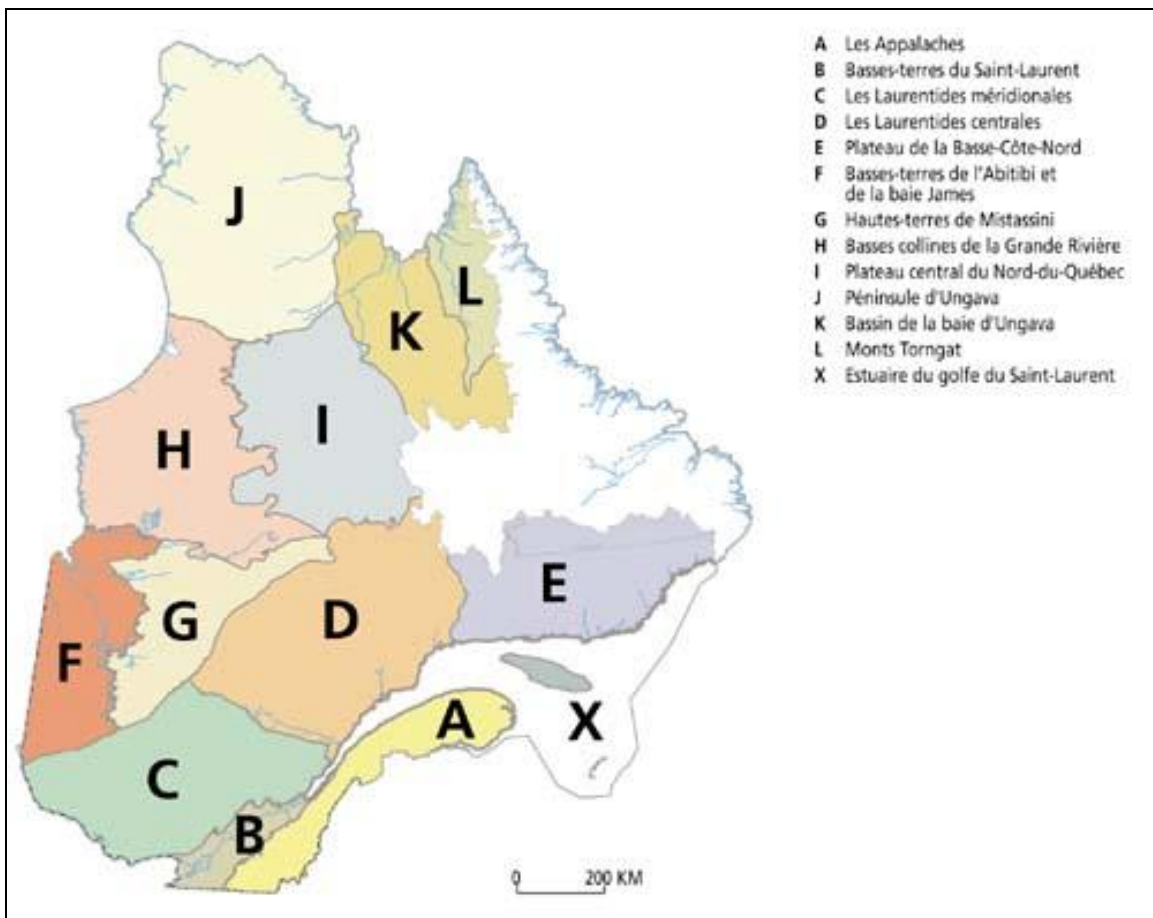 A Les Appalaches
B Basses-terres du Saint-Laurent
C Les Laurentides méridionales
D Les Laurentides centrales
E Plateau de la Basse-Côte-Nord
F Basses-terres de l'Abitibi et
de la baie James
G Hautes-terres de Mistassini
H Basses collines de la Grande Rivière
I Plateau central du Nord-du-Québec
J Péninsule d'Ungava
K Bassin de la baie d'Ungava
L Monts Torngat
X Estuaire du golfe du Saint-Laurent
J
L
K
I
H
E
G
D
F
A
X
C
B
0 200 KM